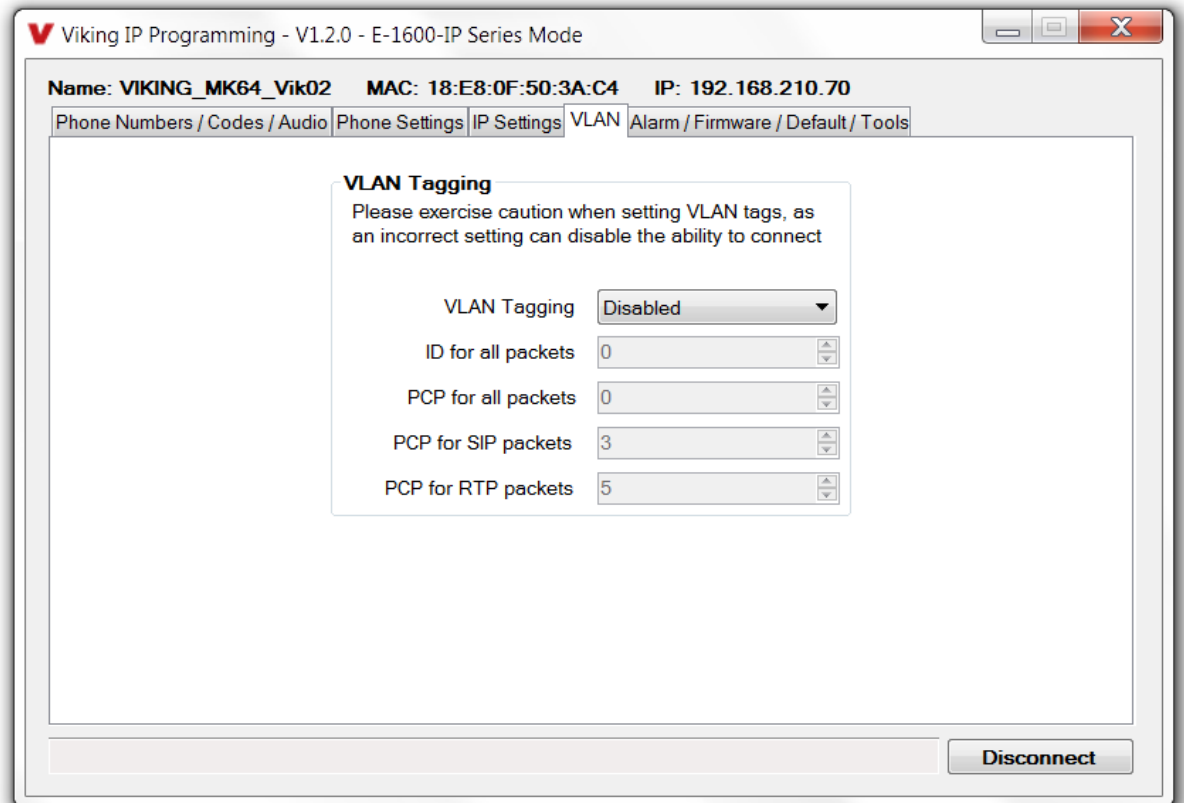 Viking IP Programming - V1.2.0 - E-1600-IP Series Mode
Name: VIKING_MK64_Vik02 MAC: 18:E8:0F:50:3A:C4 IP: 192.168.210.70
Phone Numbers / Codes / Audio Phone Settings IP Settings VLAN Alarm / Firmware / Default / Tools
VLAN Tagging
Please exercise caution when setting VLAN tags, as
an incorrect setting can disable the ability to connect
VLAN Tagging Disabled
ID for all packets 0
PCP for all packets 0
PCP for SIP packets 3
PCP for RTP packets 5
Disconnect